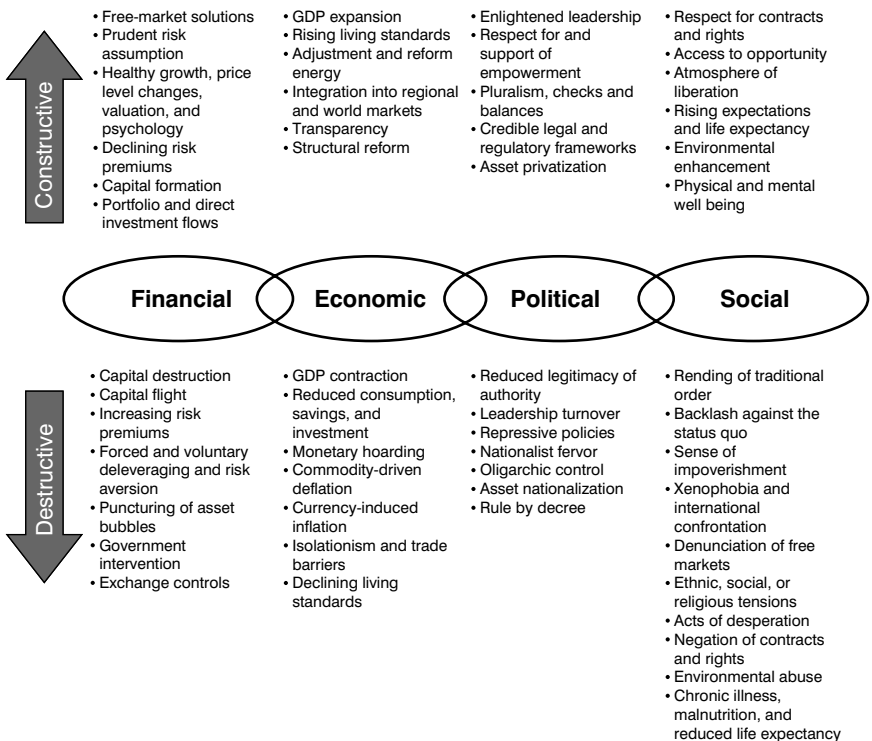 Constructive
• Free-market solutions
• Prudent risk
assumption
• Healthy growth, price
level changes,
valuation, and
psychology
• Declining risk
premiums
• Capital formation
• Portfolio and direct
investment flows
• GDP expansion
• Rising living standards
• Adjustment and reform
energy
• Integration into regional
and world markets
• Transparency
• Structural reform
• Enlightened leadership
• Respect for and
support of
empowerment
• Pluralism, checks and
balances
• Credible legal and
regulatory frameworks
• Asset privatization
• Respect for contracts
and rights
• Access to opportunity
• Atmosphere of
liberation
• Rising expectations
and life expectancy
• Environmental
enhancement
• Physical and mental
well being
Financial
Economic
Political
Social
Destructive
• Capital destruction
• Capital flight
• Increasing risk
premiums
• Forced and voluntary
deleveraging and risk
aversion
• Puncturing of asset
bubbles
• Government
intervention
• Exchange controls
• GDP contraction
• Reduced consumption,
savings, and
investment
• Monetary hoarding
• Commodity-driven
deflation
• Currency-induced
inflation
• Isolationism and trade
barriers
• Declining living
standards
• Reduced legitimacy of
authority
• Leadership turnover
• Repressive policies
• Nationalist fervor
• Oligarchic control
• Asset nationalization
• Rule by decree
• Rending of traditional
order
• Backlash against the
status quo
• Sense of
impoverishment
• Xenophobia and
international
confrontation
• Denunciation of free
markets
• Ethnic, social, or
religious tensions
• Acts of desperation
• Negation of contracts
and rights
• Environmental abuse
• Chronic illness,
malnutrition, and
reduced life expectancy